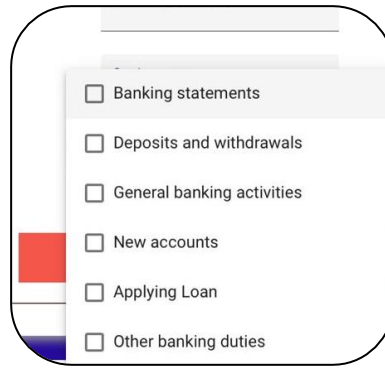 Banking statements
Deposits and withdrawals
General banking activities
New accounts
Applying Loan
Other banking duties